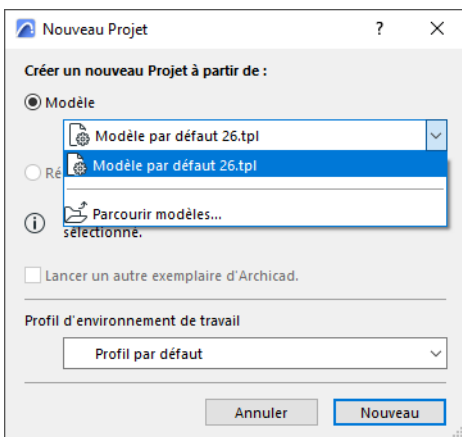 Nouveau Projet
?
Créer un nouveau Projet à partir de :
Modèle
Modèle par défaut 26.tpl
Modèle par défaut 26.tpl
Ré
Parcourir modèles...
sélectionné.
Lancer un autre exemplaire d'Archicad.
Profil d'environnement de travail
Profil par défaut
Annuler
Nouveau